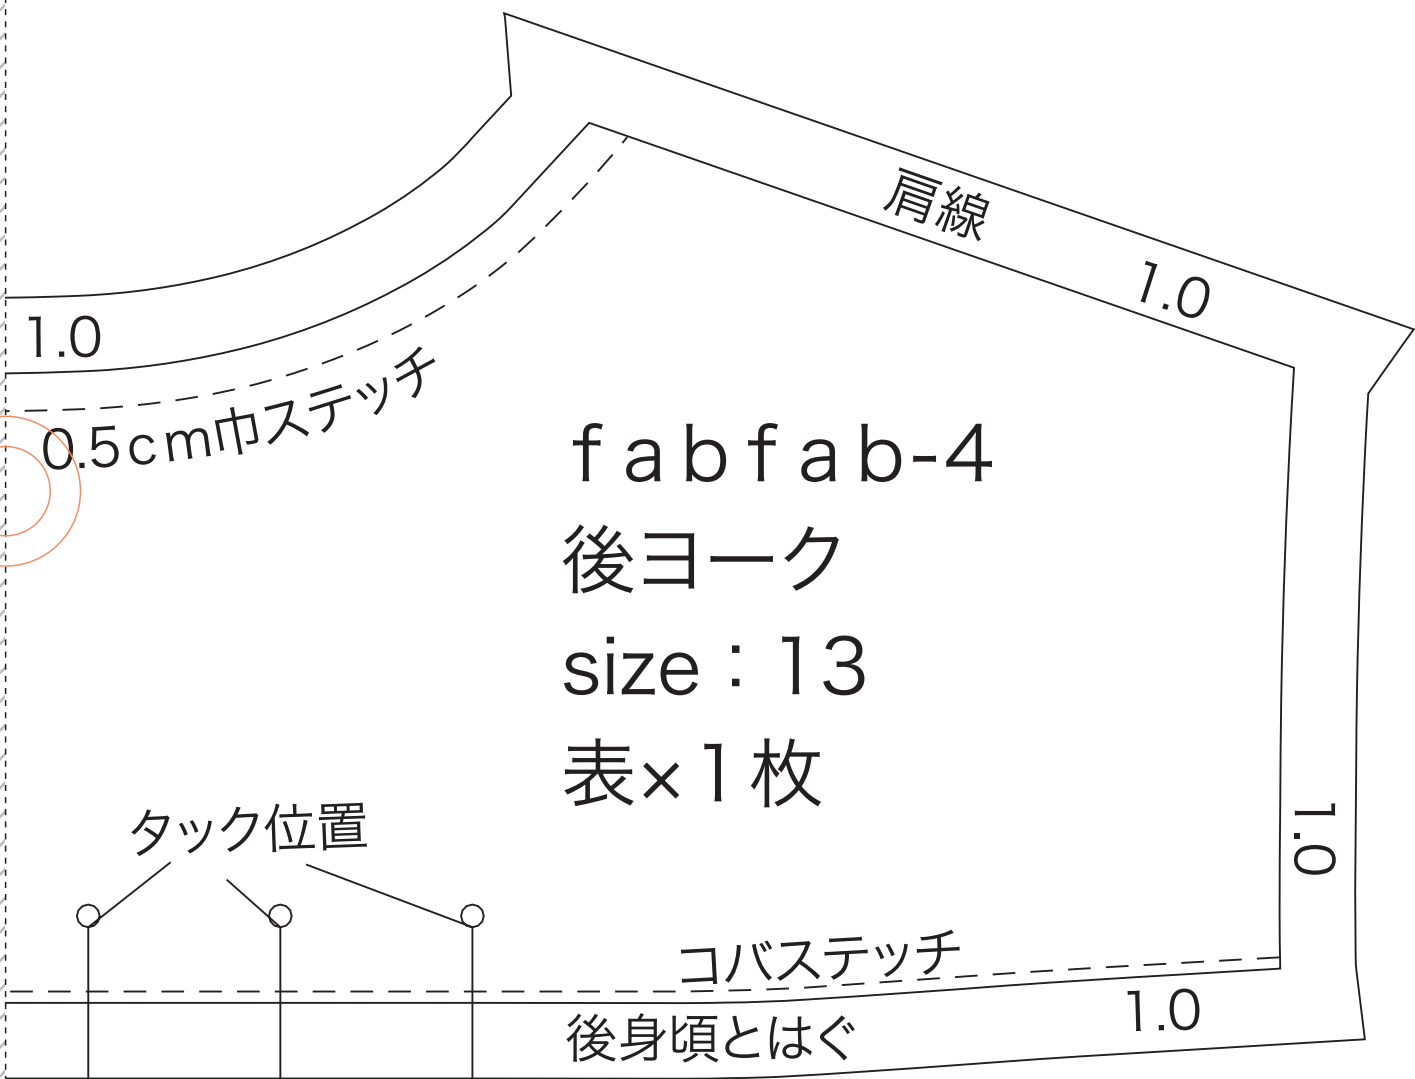 肩線
1.0
1.0
0.5cm巾ステッチ
fabfab-4
後ヨーク
size：13
表×1枚
タック位置
1.0
コバステッチ
後身頃とはぐ
1.0